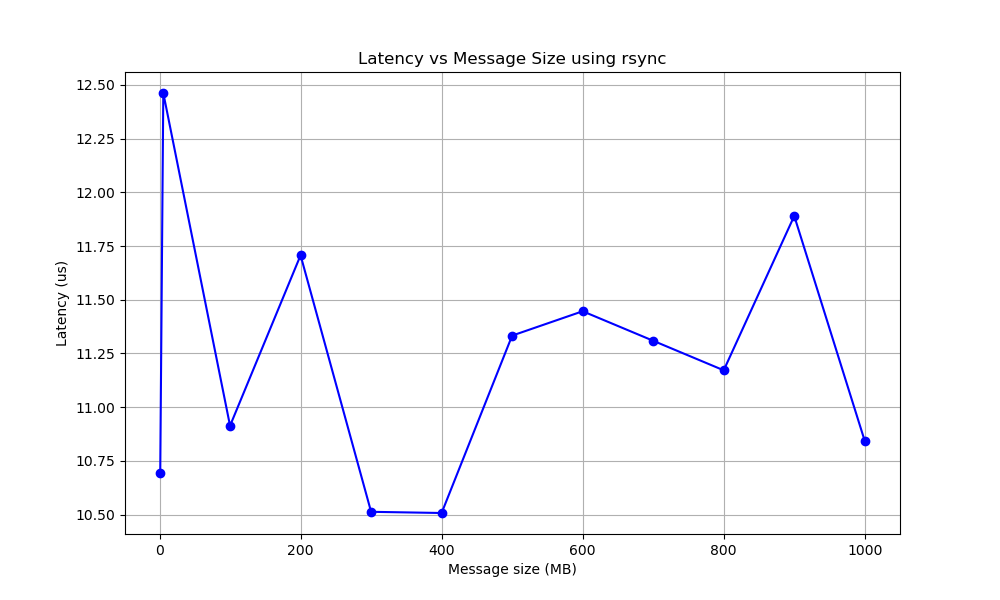 Latency vs Message Size using rsync
12.50
12.25
12.00
11.75
11.50
11.25
11.00
10.75
10.50
Latency (us)
0 200 400 600 800 1000
Message size (MB)